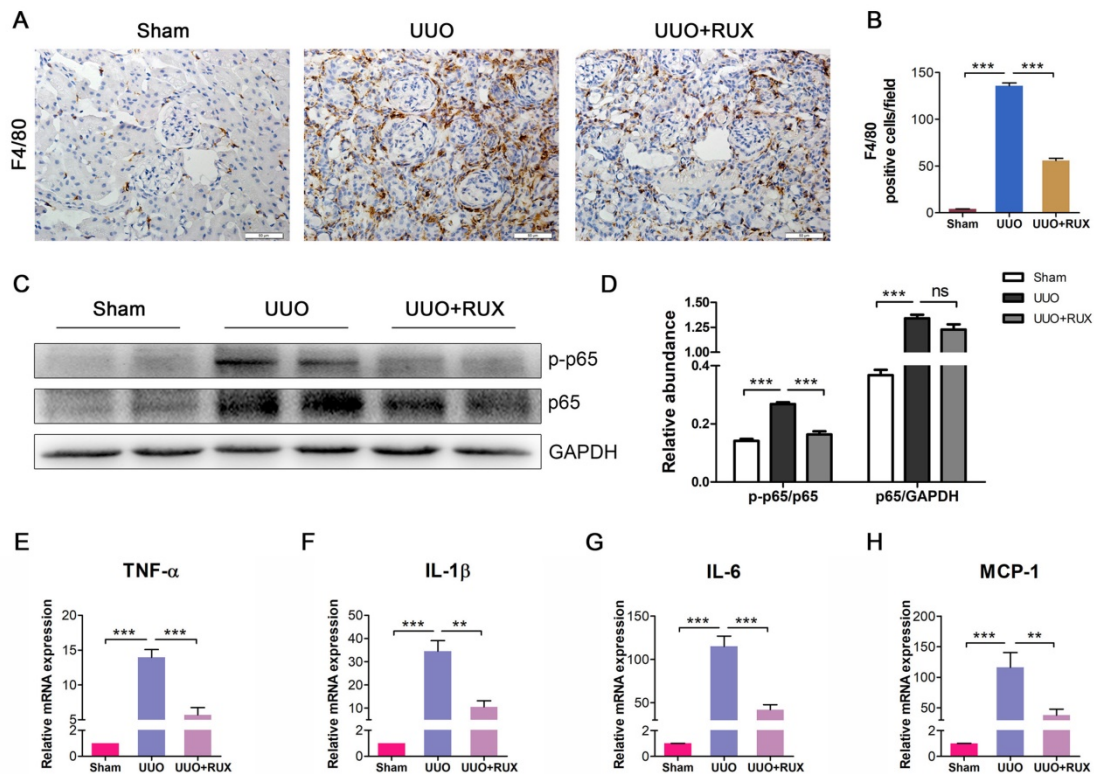 A
Sham
UUO
UUO+RUX
F4/80
B
F4/80
positive cells/field
150
100
50
0
***
***
Sham
UUO
UUO+RUX
C
Sham
UUO
UUO+RUX
p-p65
p65
GAPDH
D
Relative abundance
1.50
1.25
1.00
0.4
0.2
0.0
***
***
***
ns
p-p65/p65
p65/GAPDH
Sham
UUO
UUO+RUX
E
TNF-α
Relative mRNA expression
20
15
10
5
2
0
***
***
Sham
UUO
UUO+RUX
F
IL-1β
Relative mRNA expression
50
40
30
20
10
2
0
***
**
Sham
UUO
UUO+RUX
G
IL-6
Relative mRNA expression
150
100
50
2
0
***
***
Sham
UUO
UUO+RUX
H
MCP-1
Relative mRNA expression
200
150
100
50
2
0
***
**
Sham
UUO
UUO+RUX